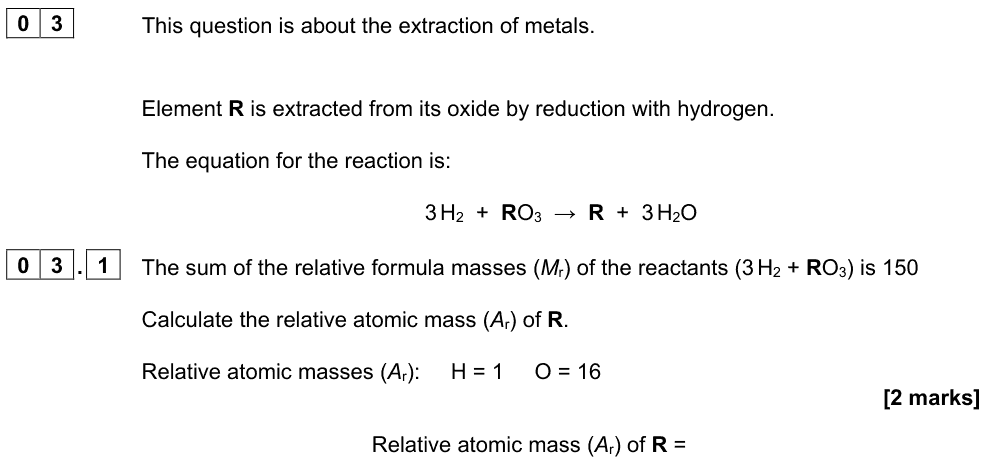 0 3 This question is about the extraction of metals.
Element R is extracted from its oxide by reduction with hydrogen.
The equation for the reaction is:
3H₂ + RO₃ → R + 3H₂O
0 3 . 1 The sum of the relative formula masses (Mᵣ) of the reactants (3H₂ + RO₃) is 150
Calculate the relative atomic mass (Aᵣ) of R.
Relative atomic masses (Aᵣ): H = 1 O = 16
[2 marks]
Relative atomic mass (Aᵣ) of R =